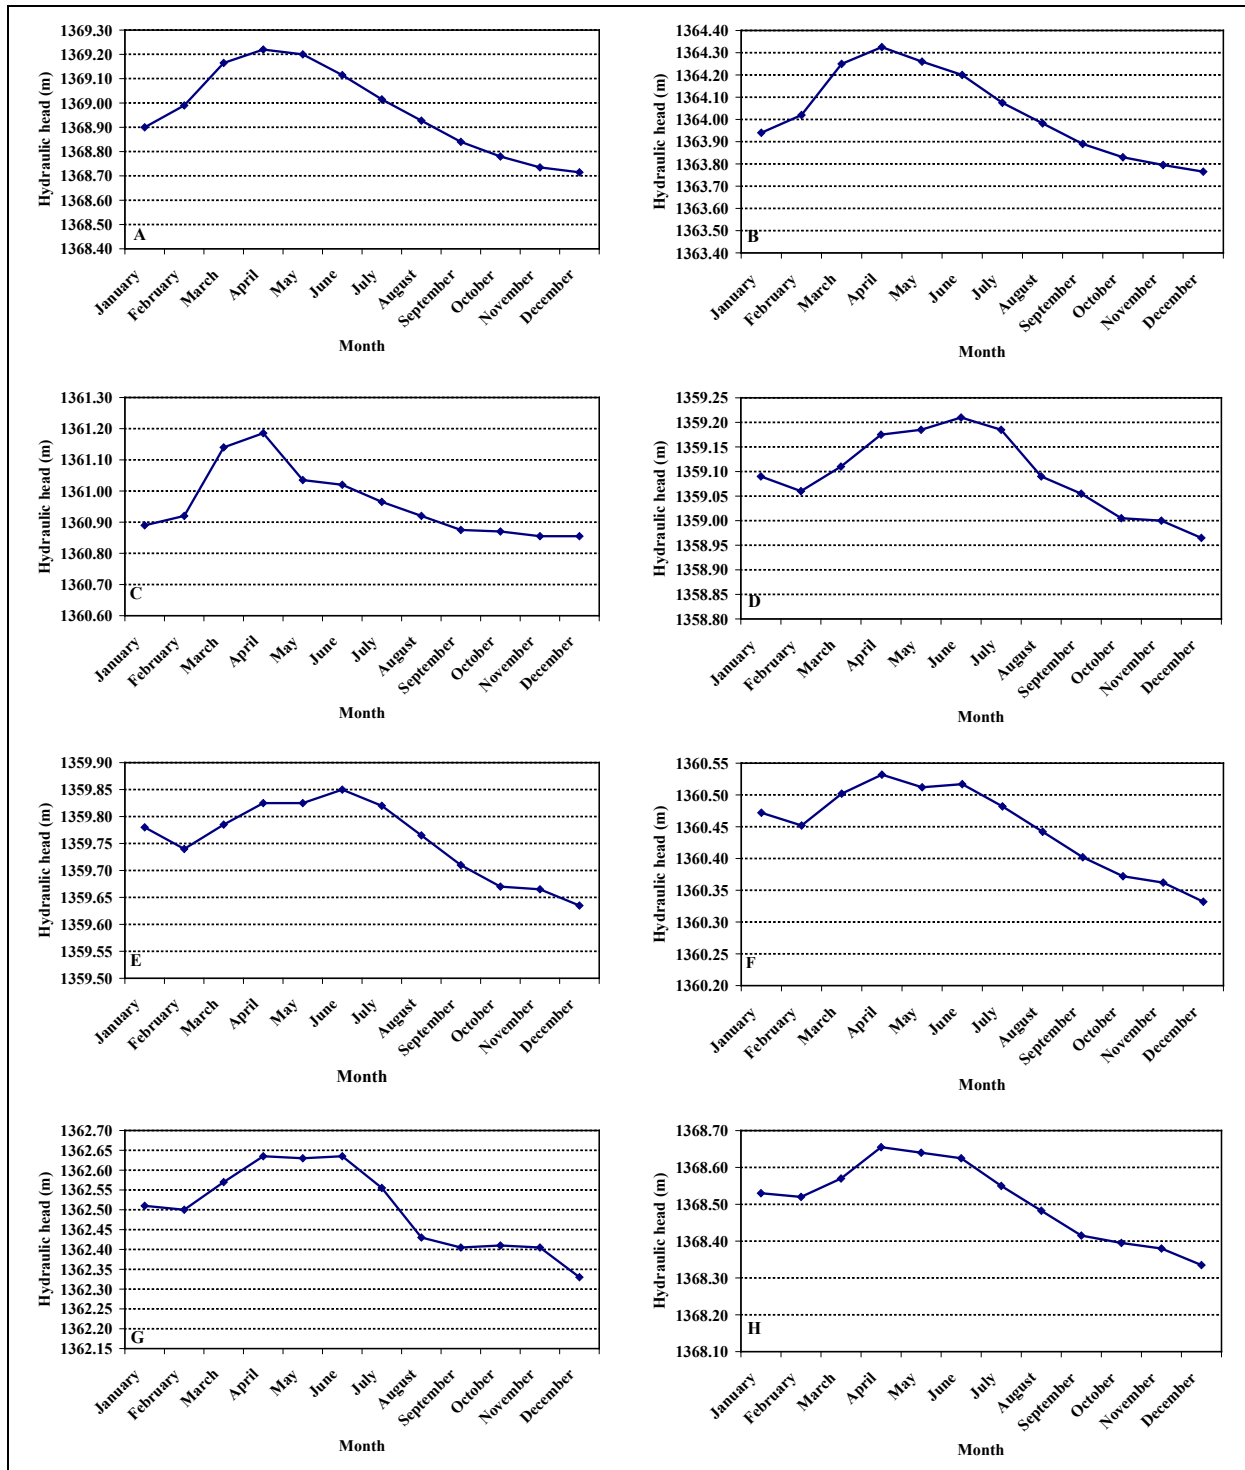 Hydraulic head (m)
1369.30
1369.20
1369.10
1369.00
1368.90
1368.80
1368.70
1368.60
1368.50
1368.40
A
January
February
March
April
May
June
July
August
September
October
November
December
Month
Hydraulic head (m)
1364.40
1364.30
1364.20
1364.10
1364.00
1363.90
1363.80
1363.70
1363.60
1363.50
1363.40
B
January
February
March
April
May
June
July
August
September
October
November
December
Month
Hydraulic head (m)
1361.30
1361.20
1361.10
1361.00
1360.90
1360.80
1360.70
1360.60
C
January
February
March
April
May
June
July
August
September
October
November
December
Month
Hydraulic head (m)
1359.25
1359.20
1359.15
1359.10
1359.05
1359.00
1358.95
1358.90
1358.85
1358.80
D
January
February
March
April
May
June
July
August
September
October
November
December
Month
Hydraulic head (m)
1359.90
1359.85
1359.80
1359.75
1359.70
1359.65
1359.60
1359.55
1359.50
E
January
February
March
April
May
June
July
August
September
October
November
December
Month
Hydraulic head (m)
1360.55
1360.50
1360.45
1360.40
1360.35
1360.30
1360.25
1360.20
F
January
February
March
April
May
June
July
August
September
October
November
December
Month
Hydraulic head (m)
1362.70
1362.65
1362.60
1362.55
1362.50
1362.45
1362.40
1362.35
1362.30
1362.25
1362.20
1362.15
G
January
February
March
April
May
June
July
August
September
October
November
December
Month
Hydraulic head (m)
1368.70
1368.60
1368.50
1368.40
1368.30
1368.20
1368.10
H
January
February
March
April
May
June
July
August
September
October
November
December
Month